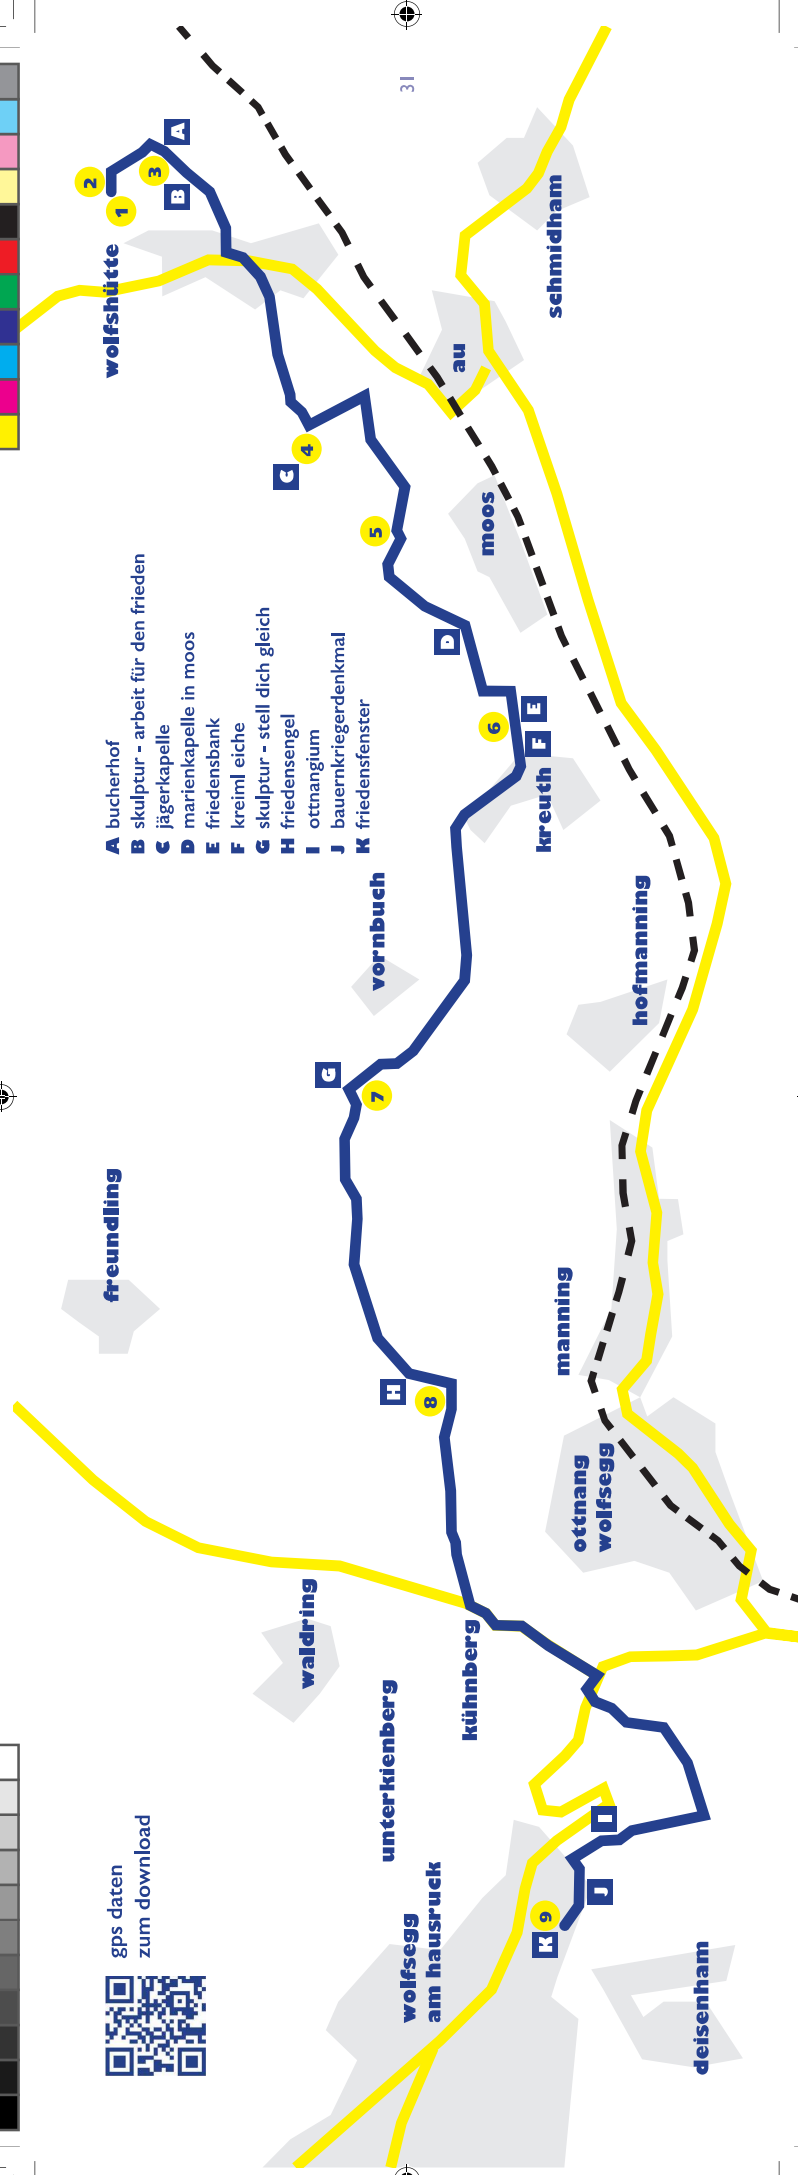 31
2
1
3
A
B
wolfshütte
schmidham
au
4
C
5
moos
D
6
E
F
kreuth
A bucherhof
B skulptur - arbeit für den frieden
C jägerkapelle
D marienkapelle in moos
E friedensbank
F kreiml eiche
G skulptur - stell dich gleich
H friedensengel
I ottnangium
J bauernkriegerdenkmal
K friedensfenster
vornbuch
hofmanning
G
7
freundling
manning
H
8
ottnang
wolfsegg
waldring
kühnberg
unterkienberg
I
J
9
K
wolfsegg
am hausruck
deisenham
gps daten
zum download